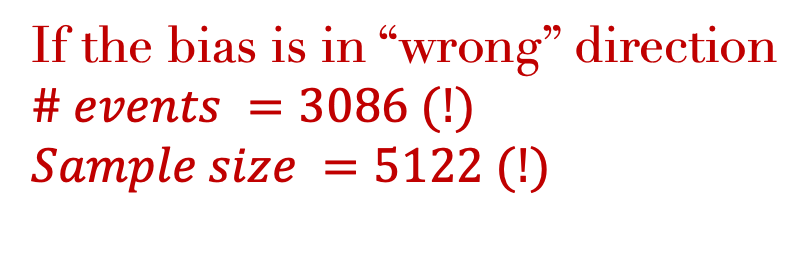 If the bias is in “wrong” direction
# events = 3086 (!)
Sample size = 5122 (!)